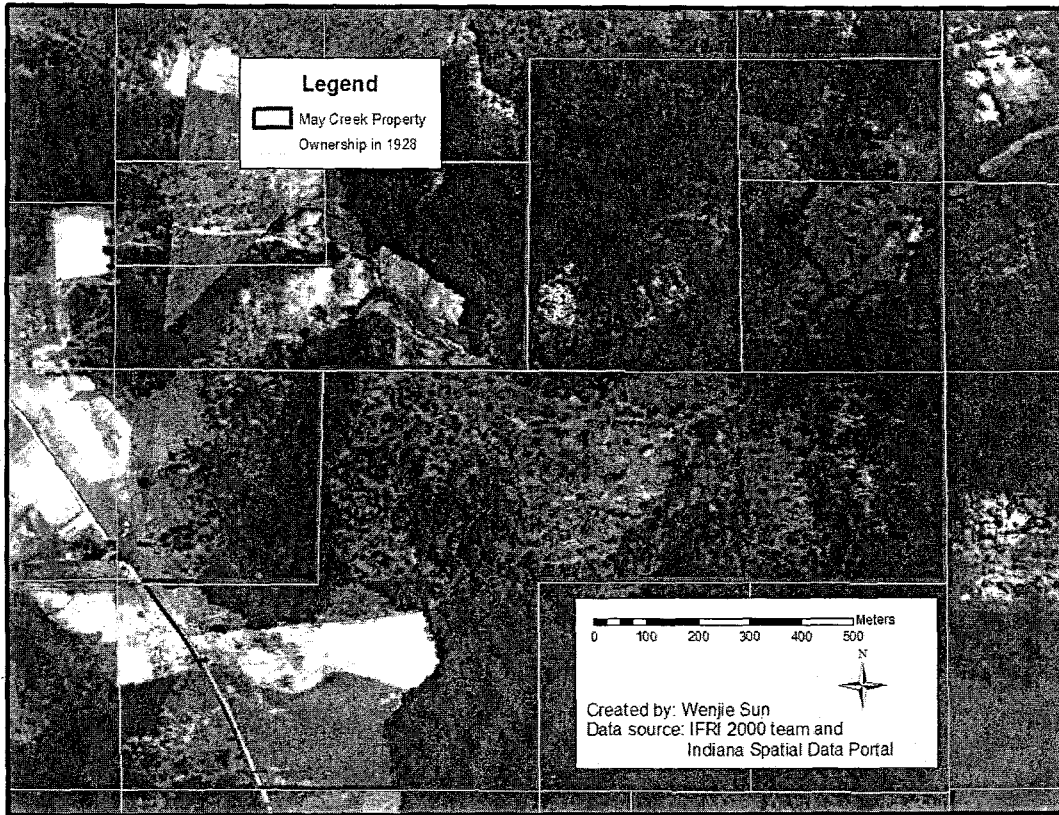 Legend
May Creek Property
Ownership in 1928
Meters
0 100 200 300 400 500
N
Created by: Wenjie Sun
Data source: IFRI 2000 team and
Indiana Spatial Data Portal